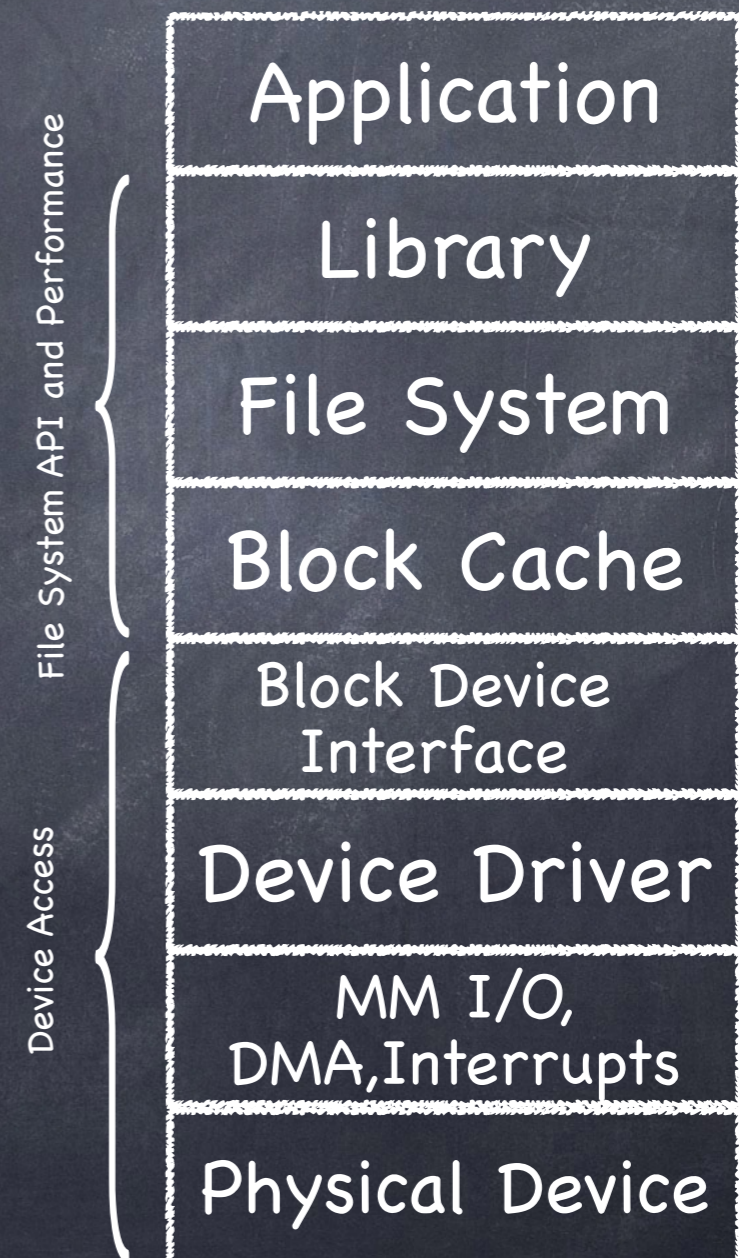 Application
File System API and Performance
Library
File System
Block Cache
Device Access
Block Device
Interface
Device Driver
MM I/O,
DMA,Interrupts
Physical Device